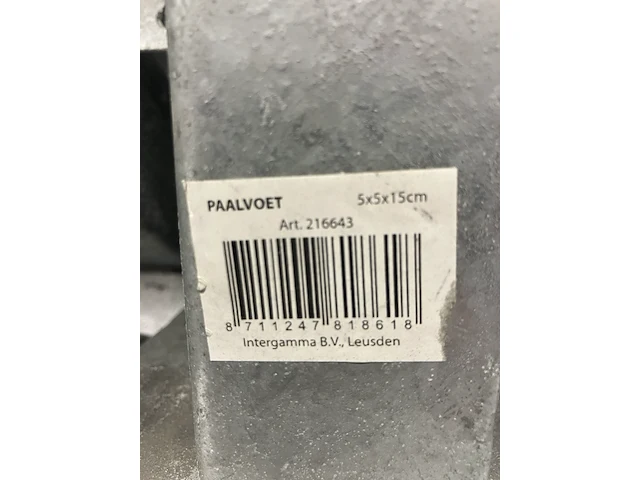 PAALVOET 5x5x15cm
Art. 216643
8 711247 818618
Intergamma B.V., Leusden